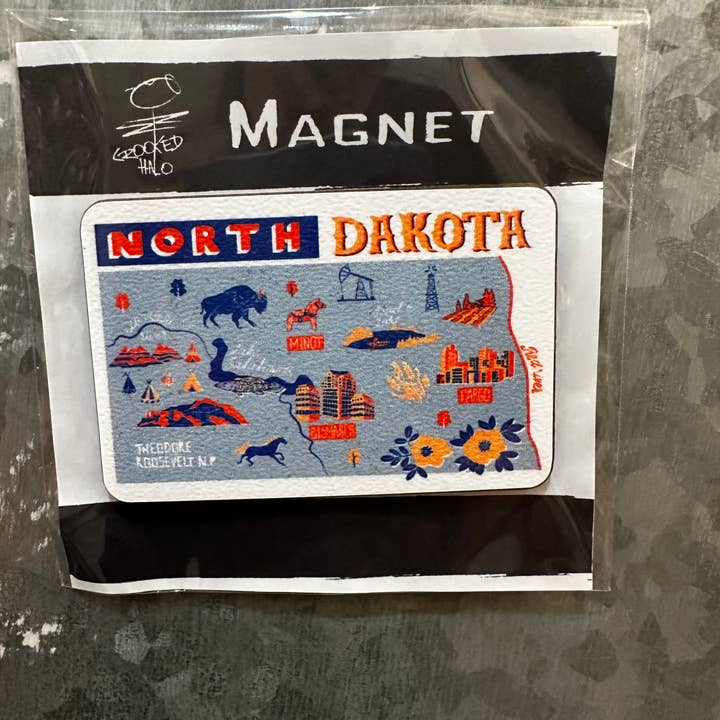 CROOKED
HALO
MAGNET
NORTH DAKOTA
MINOT
FARGO
BISMARCK
THEODORE
ROOSEVELT N.P